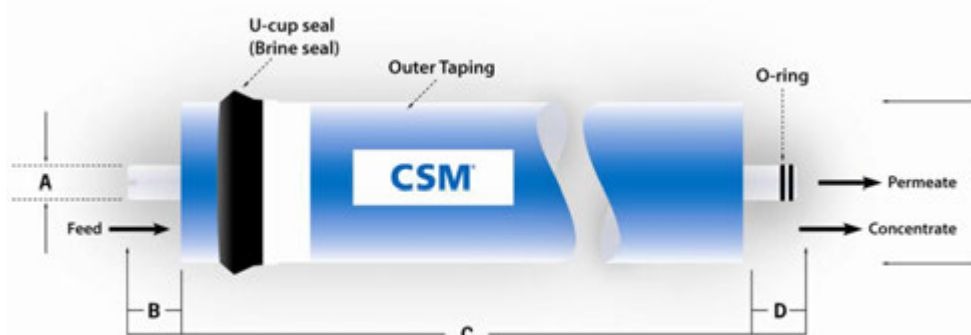 U-cup seal
(Brine seal)
Outer Taping
O-ring
CSM
A
Permeate
Feed
Concentrate
B
D
C